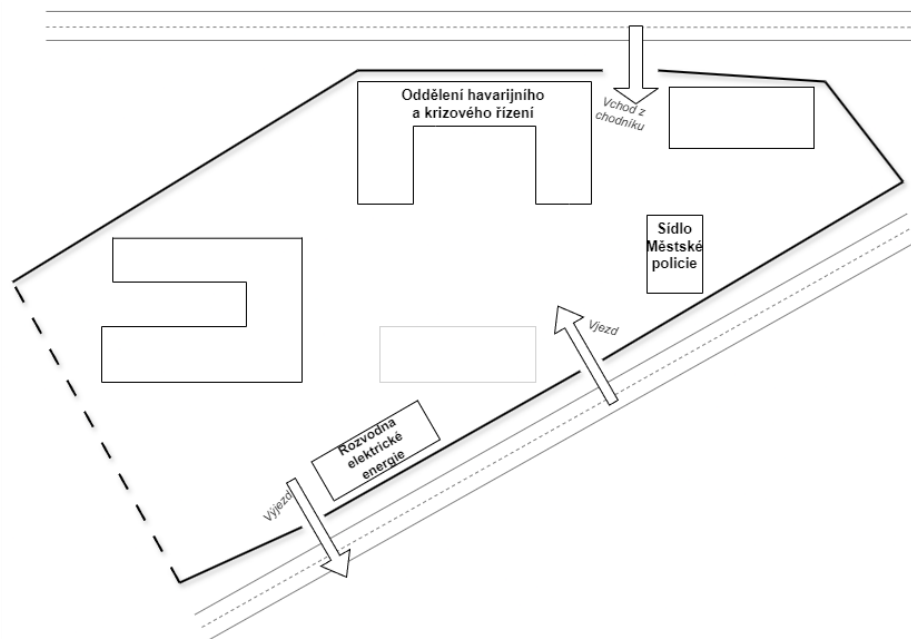 Oddělení havarijního
a krizového řízení
Vchod z
chodníku
Sídlo
Městské
policie
Vjezd
Rozvodna
elektrické
energie
Výjezd